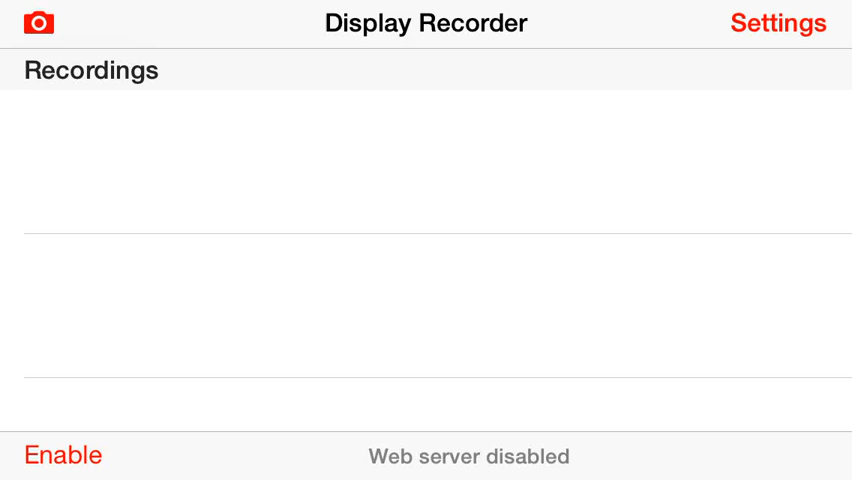 Display Recorder
Settings
Recordings
Enable
Web server disabled